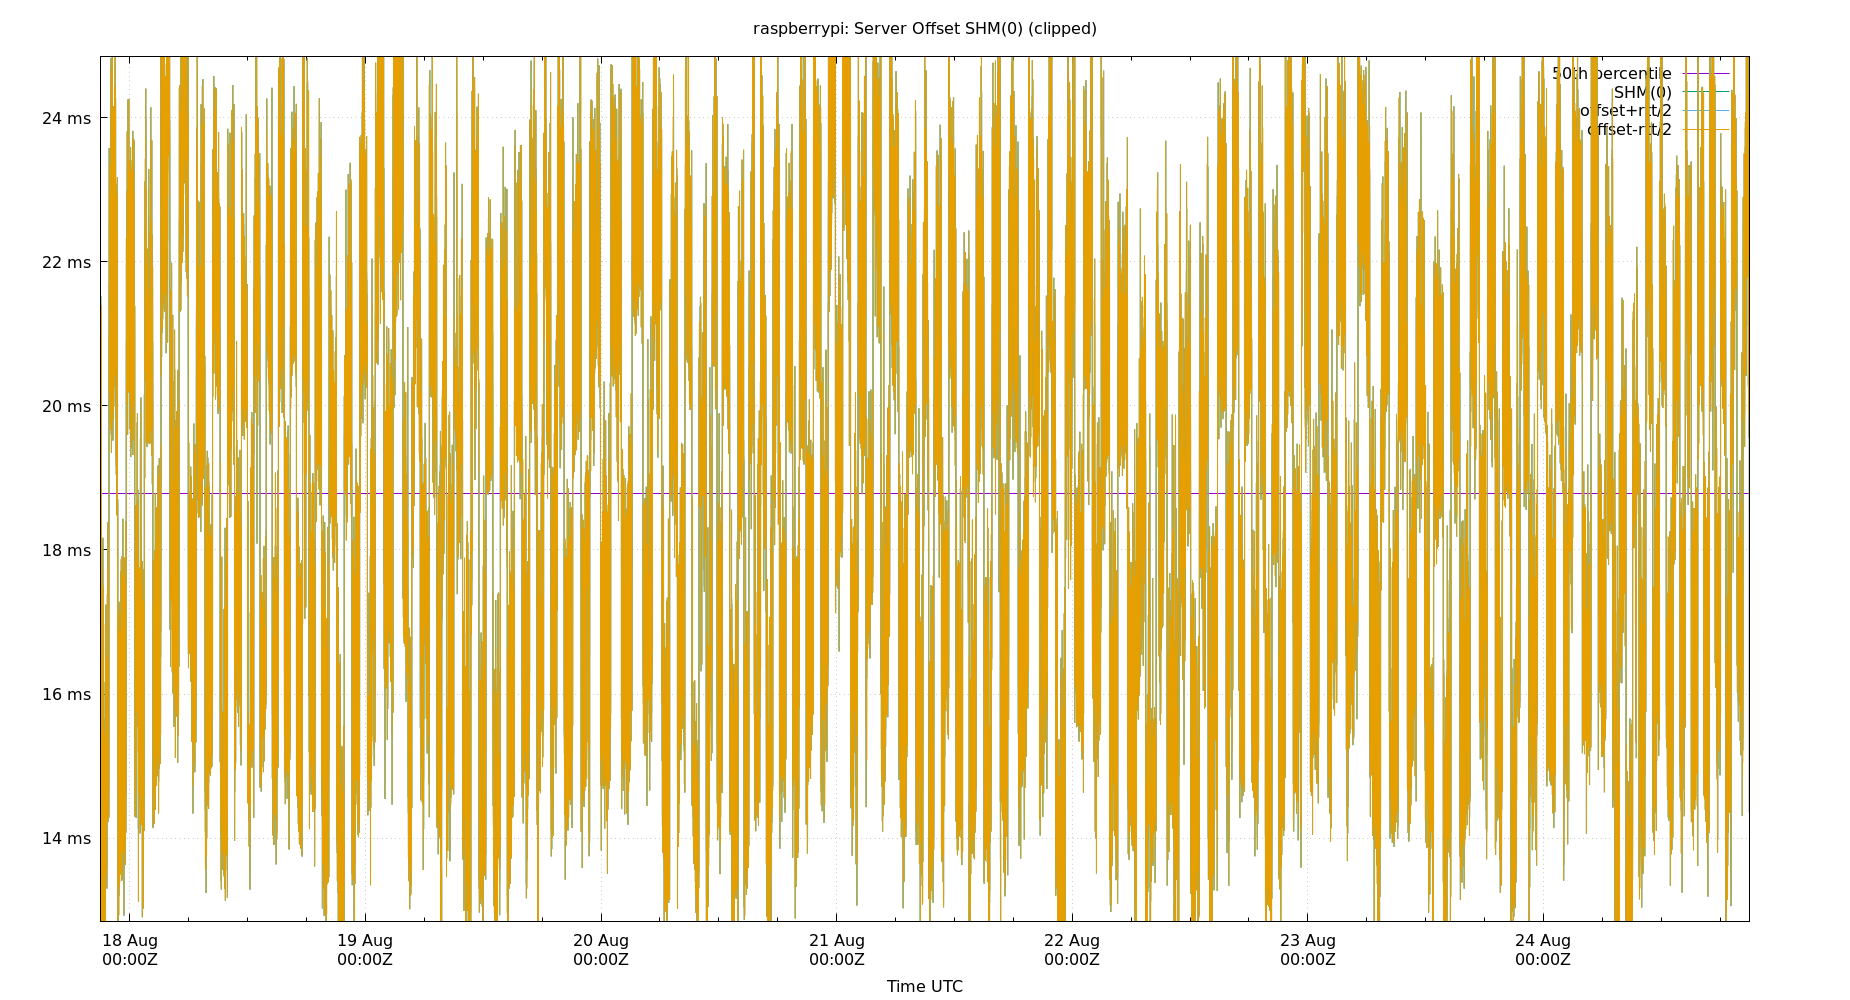 raspberrypi: Server Offset SHM(0) (clipped)
50th percentile
SHM(0)
offset+rtt/2
offset-rtt/2
24 ms
22 ms
20 ms
18 ms
16 ms
14 ms
18 Aug 19 Aug 20 Aug 21 Aug 22 Aug 23 Aug 24 Aug
00:00Z 00:00Z 00:00Z 00:00Z 00:00Z 00:00Z 00:00Z
Time UTC